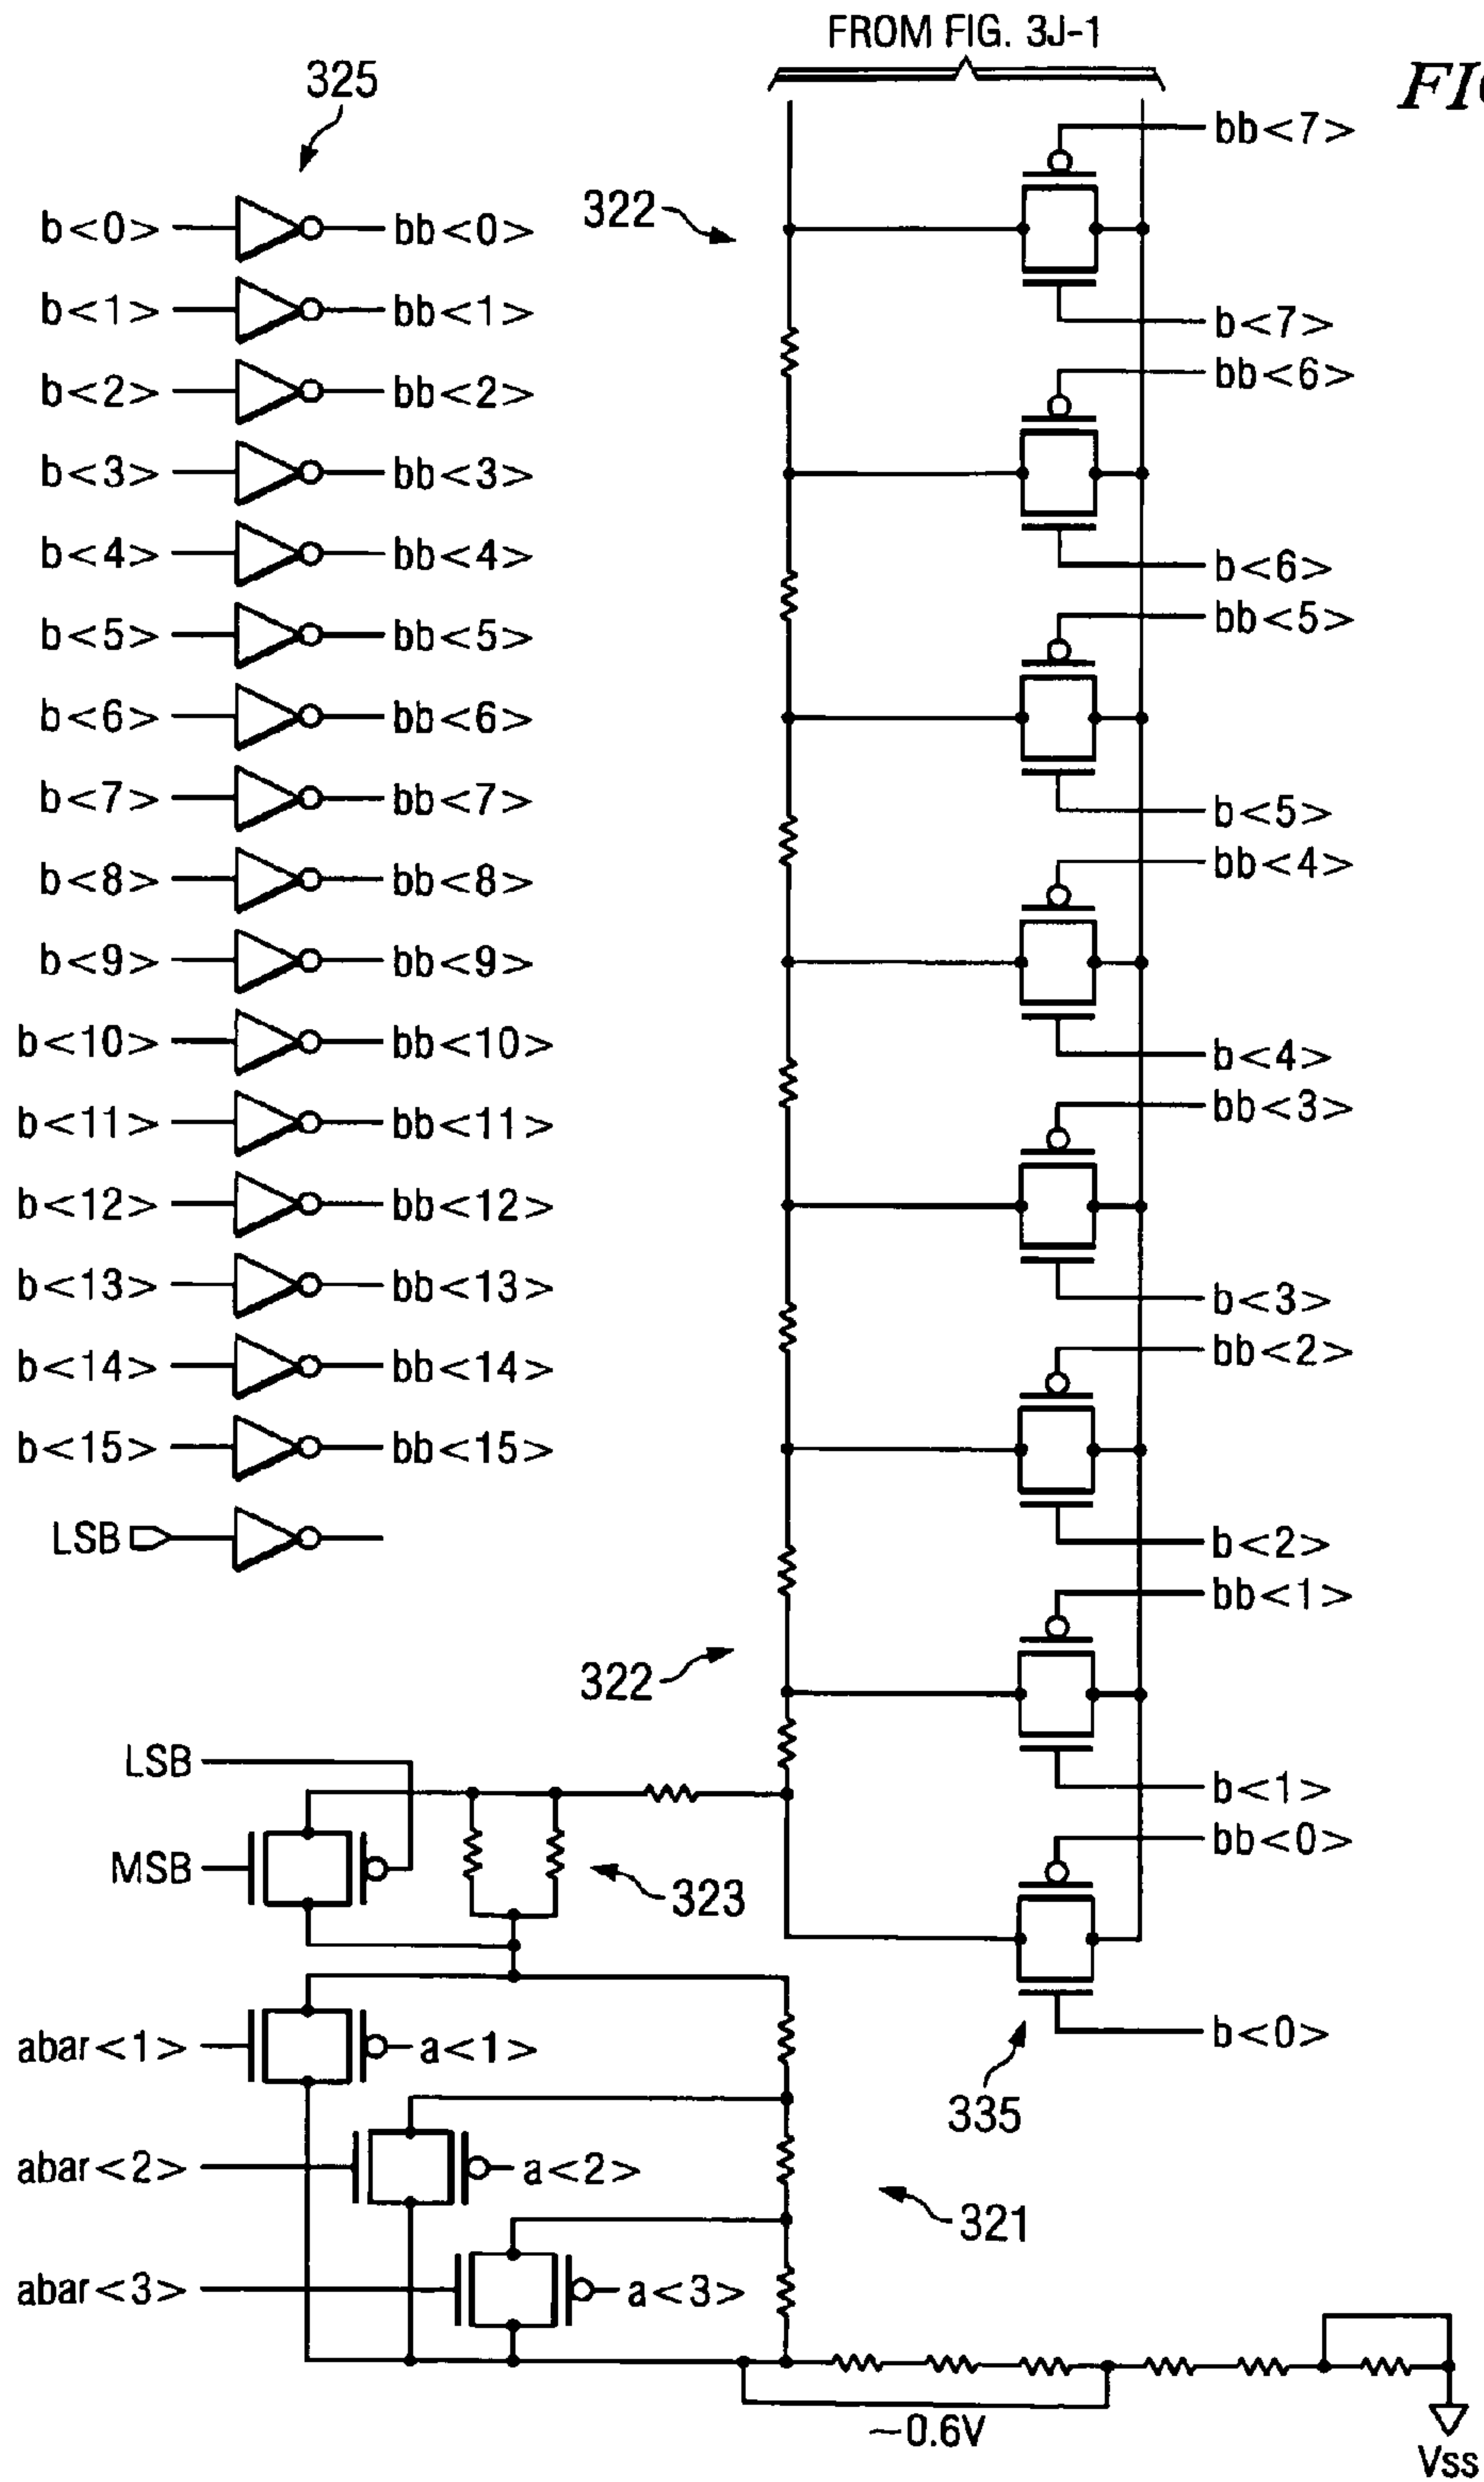 FROM FIG. 3J-1
FIG
325
322
b<0> bb<0>
b<1> bb<1>
b<2> bb<2>
b<3> bb<3>
b<4> bb<4>
b<5> bb<5>
b<6> bb<6>
b<7> bb<7>
b<8> bb<8>
b<9> bb<9>
b<10> bb<10>
b<11> bb<11>
b<12> bb<12>
b<13> bb<13>
b<14> bb<14>
b<15> bb<15>
LSB
bb<7>
b<7>
bb<6>
b<6>
bb<5>
b<5>
bb<4>
b<4>
bb<3>
b<3>
bb<2>
b<2>
bb<1>
b<1>
bb<0>
b<0>
322
335
LSB
MSB
323
abar<1> a<1>
abar<2> a<2>
abar<3> a<3>
321
~0.6V
Vss